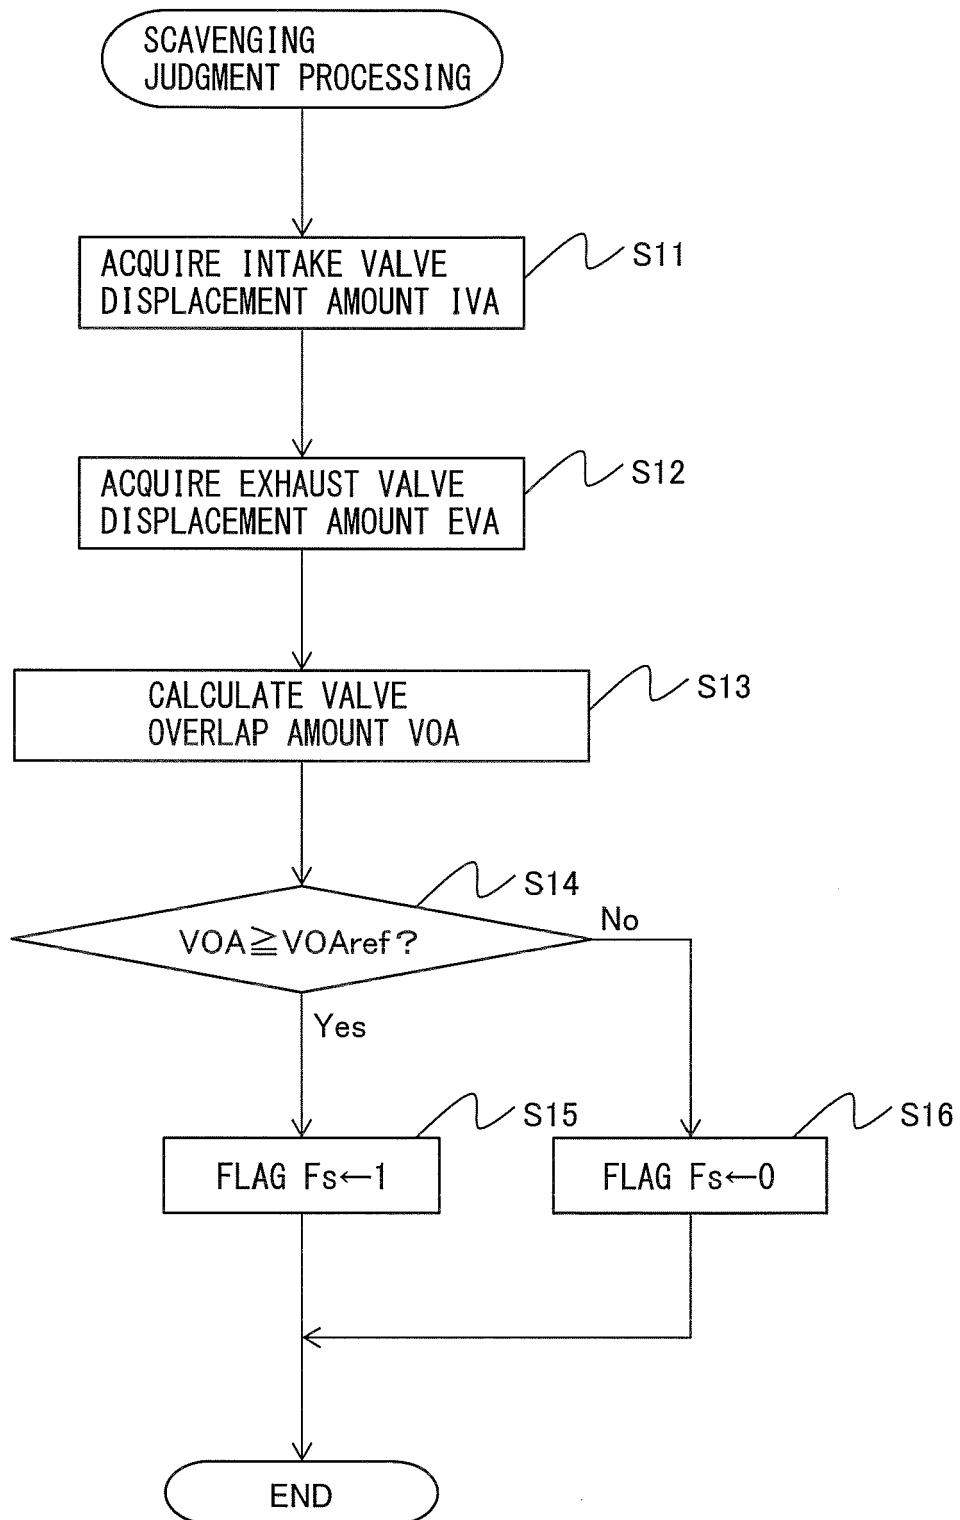 SCAVENGING
JUDGMENT PROCESSING
ACQUIRE INTAKE VALVE
DISPLACEMENT AMOUNT IVA
S11
ACQUIRE EXHAUST VALVE
DISPLACEMENT AMOUNT EVA
S12
CALCULATE VALVE
OVERLAP AMOUNT VOA
S13
S14
VOA≧VOAref?
No
Yes
S15
FLAG Fs←1
S16
FLAG Fs←0
END